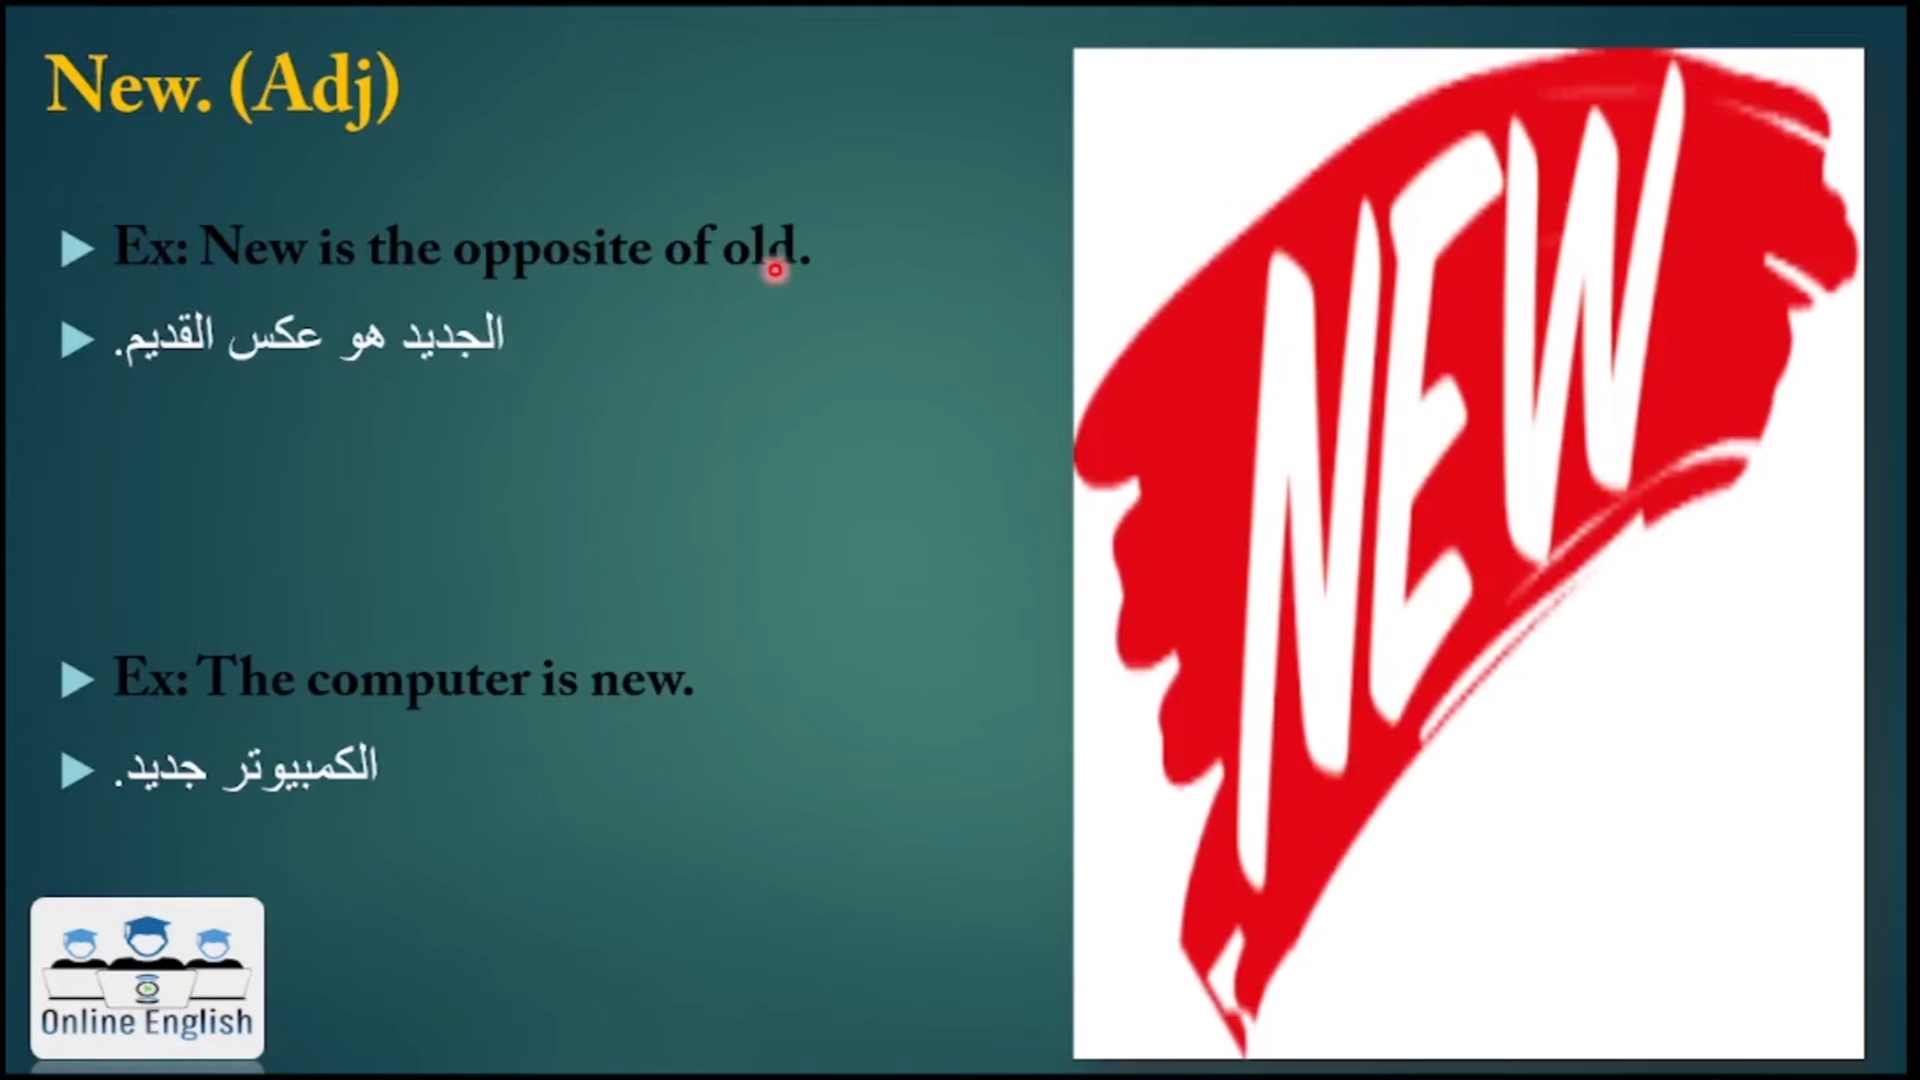 New. (Adj)
Ex: New is the opposite of old.
الجديد هو عكس القديم.
Ex: The computer is new.
الكمبيوتر جديد.
NEW
Online English